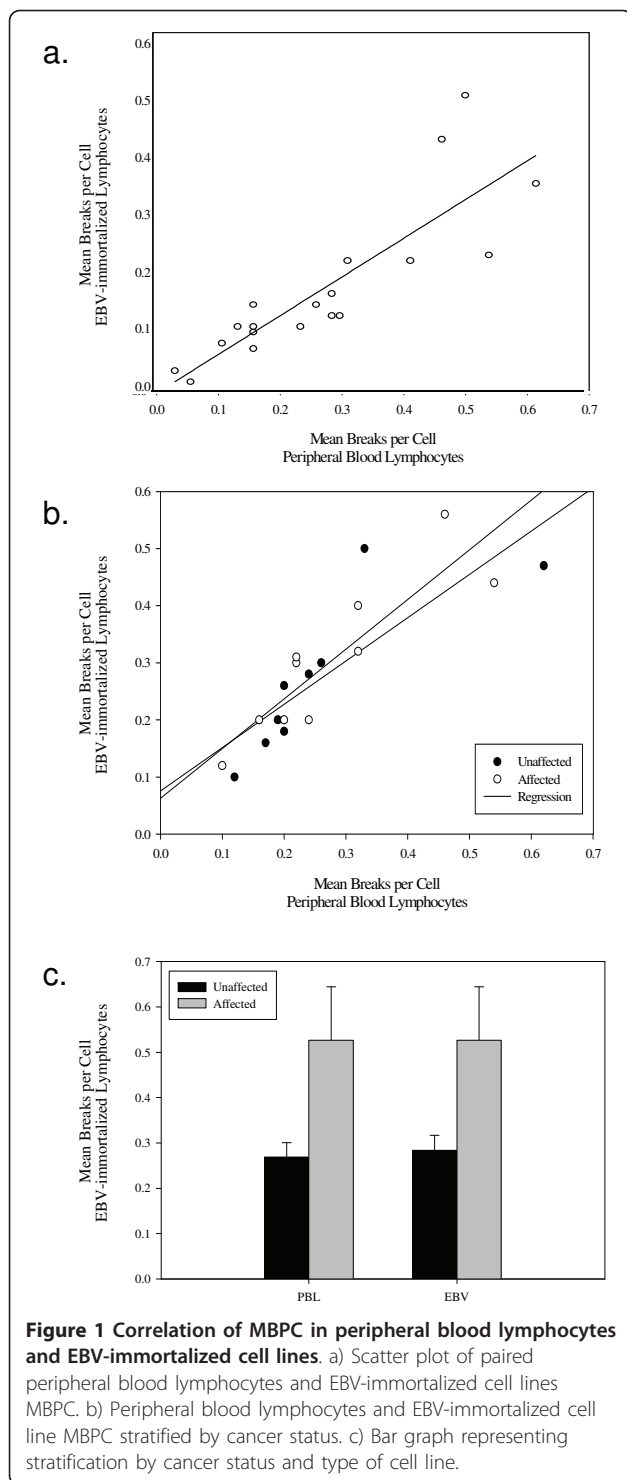 a.
Mean Breaks per Cell
EBV-immortalized Lymphocytes
0.6
0.5
0.4
0.3
0.2
0.1
0.0
0.0 0.1 0.2 0.3 0.4 0.5 0.6 0.7
Mean Breaks per Cell
Peripheral Blood Lymphocytes
b.
Mean Breaks per Cell
EBV-immortalized Lymphocytes
0.6
0.5
0.4
0.3
0.2
0.1
0.0
Unaffected
Affected
Regression
0.0 0.1 0.2 0.3 0.4 0.5 0.6 0.7
Mean Breaks per Cell
Peripheral Blood Lymphocytes
c.
Mean Breaks per Cell
EBV-immortalized Lymphocytes
0.7
0.6
0.5
0.4
0.3
0.2
0.1
0.0
Unaffected
Affected
PBL EBV
Figure 1 Correlation of MBPC in peripheral blood lymphocytes
and EBV-immortalized cell lines. a) Scatter plot of paired
peripheral blood lymphocytes and EBV-immortalized cell lines
MBPC. b) Peripheral blood lymphocytes and EBV-immortalized cell
line MBPC stratified by cancer status. c) Bar graph representing
stratification by cancer status and type of cell line.